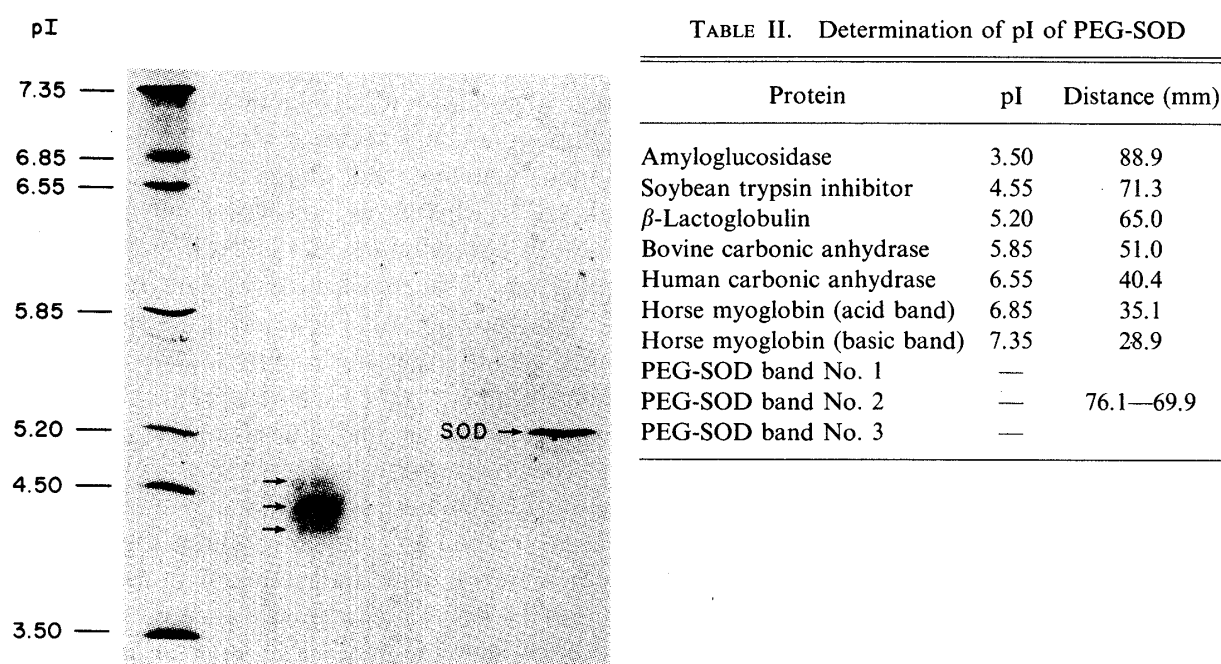 pI
7.35
6.85
6.55
5.85
5.20
4.50
3.50
SOD
TABLE II. Determination of pI of PEG-SOD
Protein pI Distance (mm)
Amyloglucosidase 3.50 88.9
Soybean trypsin inhibitor 4.55 71.3
β-Lactoglobulin 5.20 65.0
Bovine carbonic anhydrase 5.85 51.0
Human carbonic anhydrase 6.55 40.4
Horse myoglobin (acid band) 6.85 35.1
Horse myoglobin (basic band) 7.35 28.9
PEG-SOD band No. 1 —
PEG-SOD band No. 2 — 76.1—69.9
PEG-SOD band No. 3 —